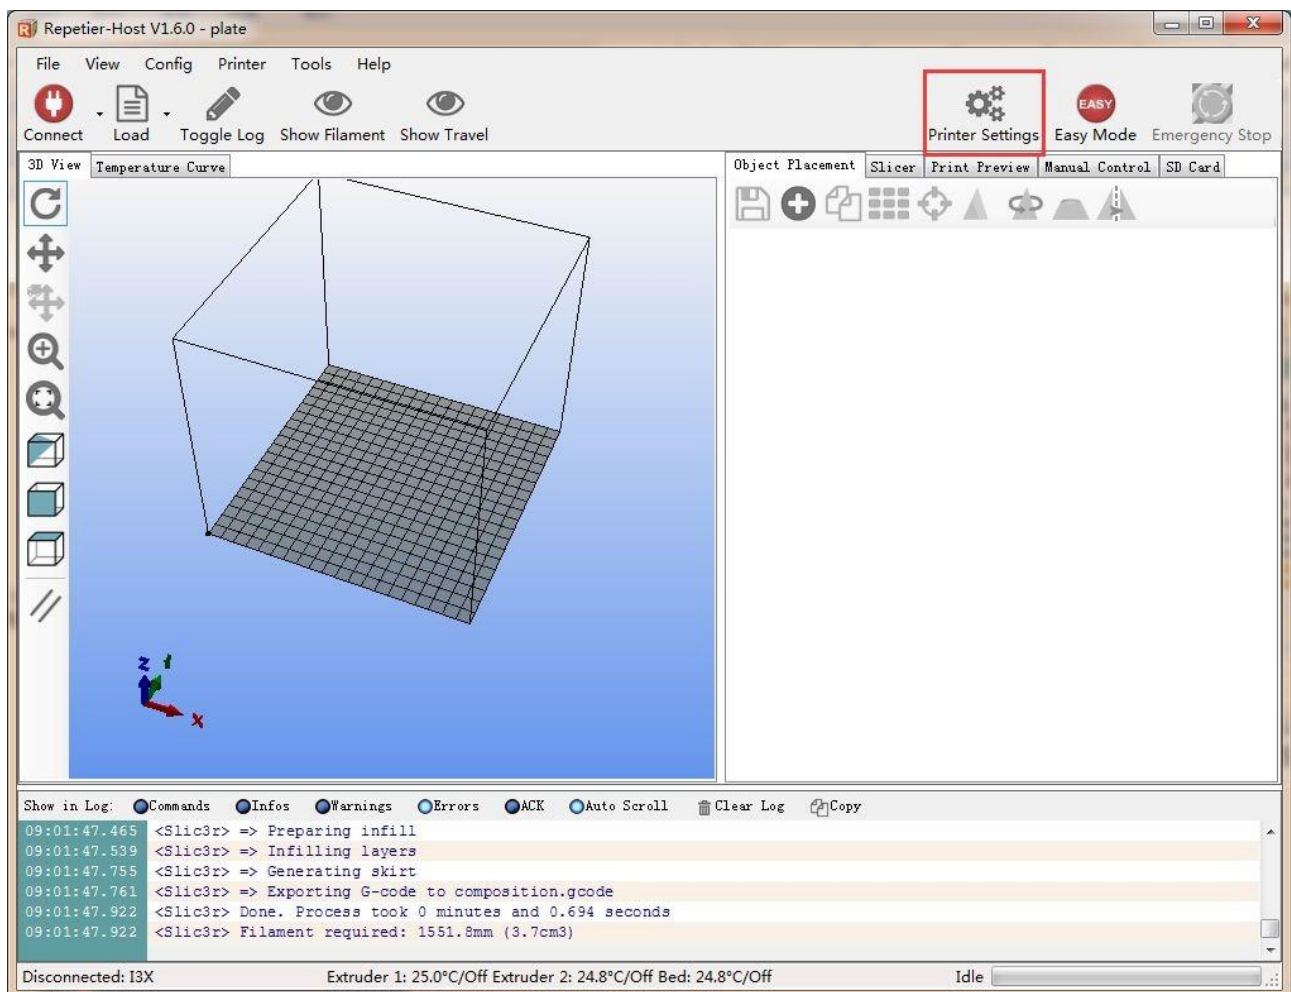 Repetier-Host V1.6.0 - plate
File View Config Printer Tools Help
EASY
Connect Load Toggle Log Show Filament Show Travel Printer Settings Easy Mode Emergency Stop
3D View Temperature Curve
Object Placement Slicer Print Preview Manual Control SD Card
z
x
Show in Log: Commands Infos Warnings Errors ACK Auto Scroll Clear Log Copy
09:01:47.465 <Slic3r> => Preparing infill
09:01:47.539 <Slic3r> => Infilling layers
09:01:47.755 <Slic3r> => Generating skirt
09:01:47.761 <Slic3r> => Exporting G-code to composition.gcode
09:01:47.922 <Slic3r> Done. Process took 0 minutes and 0.694 seconds
09:01:47.922 <Slic3r> Filament required: 1551.8mm (3.7cm3)
Disconnected: I3X Extruder 1: 25.0°C/Off Extruder 2: 24.8°C/Off Bed: 24.8°C/Off Idle